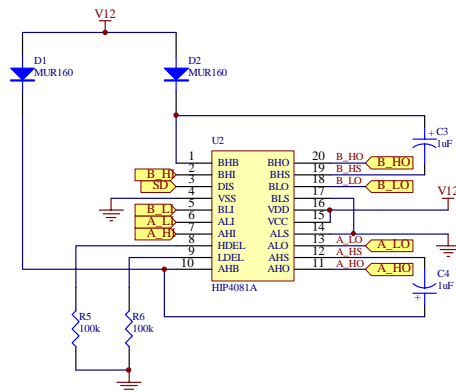 V12
D1
MUR160
D2
MUR160
C3
1uF
+
U2
1 BHB BHO 20 B_HO B_HO
B_HI 2 BHI BHS 19 B_HS
SD 3 DIS BLO 18 B_LO B_LO
4 VSS BLS 17
B_LI 5 BLI VDD 16 V12
A_LI 6 ALI VCC 15
A_HI 7 AHI ALS 14
8 HDEL ALO 13 A_LO A_LO
9 LDEL AHS 12 A_HS
10 AHB AHO 11 A_HO A_HO
HIP4081A
C4
1uF
+
R5
100k
R6
100k